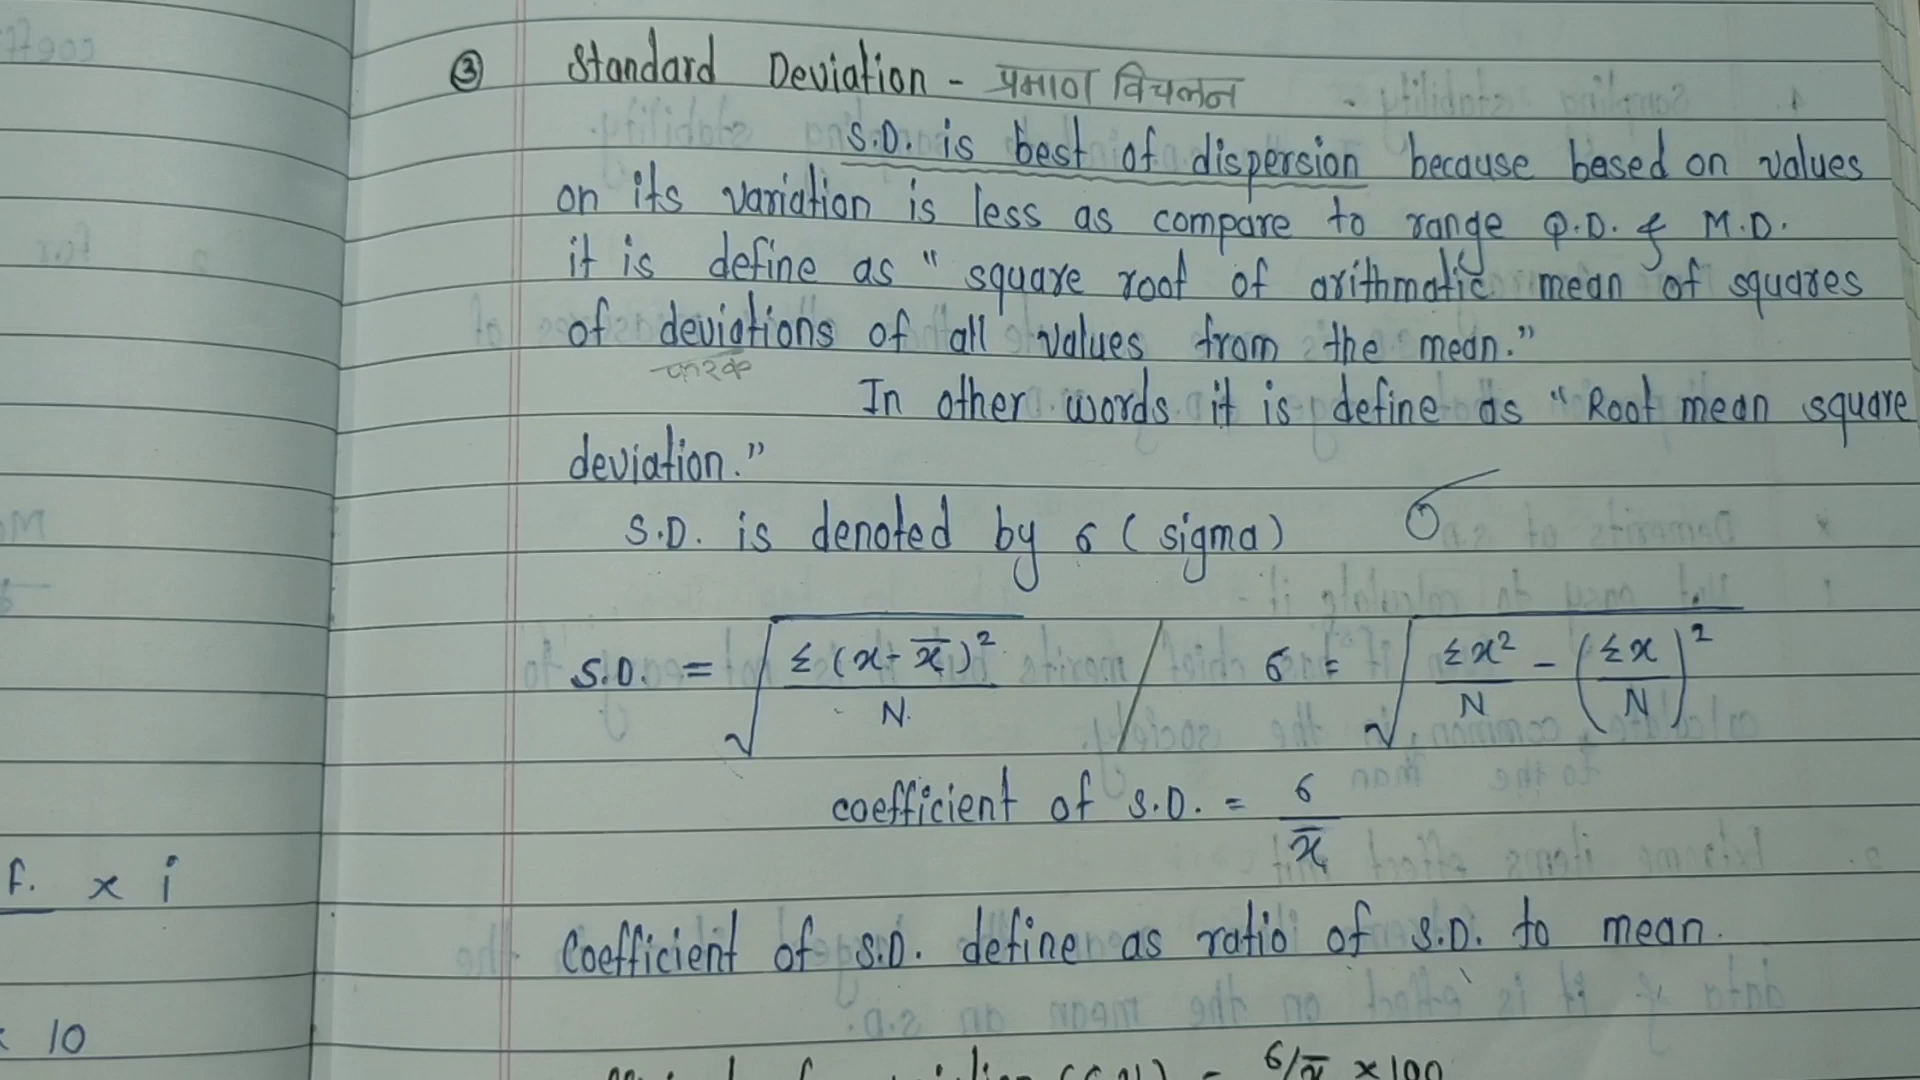 ③ Standard Deviation - प्रमाण विचलन
S.D. is best of dispersion because based on values
on its variation is less as compare to range Q.D. & M.D.
it is define as " square root of arithmatic mean of squares
of deviations of all values from the mean."
फरक
In other words it is define as "Root mean square
deviation."
S.D. is denoted by σ (sigma) σ
S.D. = √(Σ(x-x̄)²/N) / σ = √(Σx²/N - (Σx/N)²)
coefficient of S.D. = σ/x̄
f. x i
Coefficient of S.D. define as ratio of S.D. to mean.
10
σ/x̄ × 100